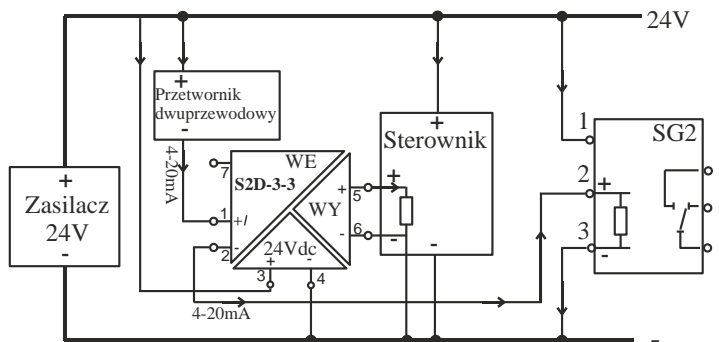 24V
+
Przetwornik
dwuprzewodowy
-
4-20mA
7
WE
S2D-3-3
1
+I
-
2
WY
+
5
-
6
24Vdc
+
-
3
4
4-20mA
+
Zasilacz
24V
-
+
Sterownik
+
-
-
1
SG2
2
+
3
-
-